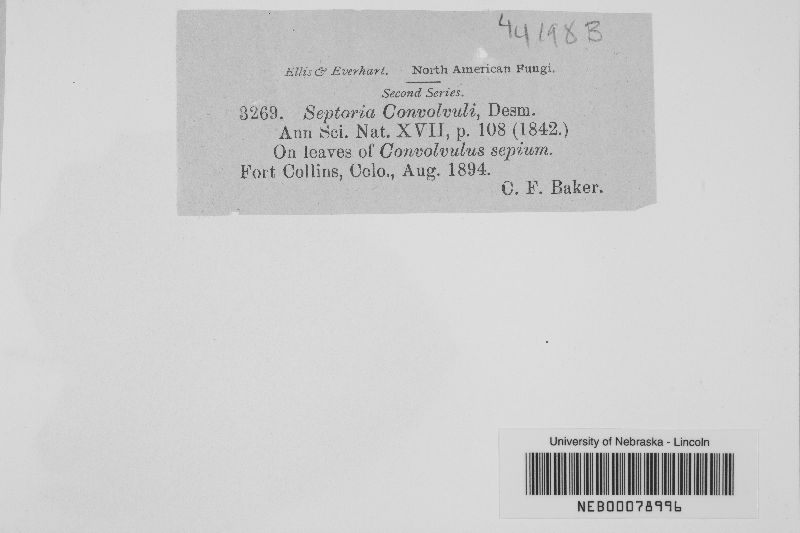 44198B
Ellis & Everhart. North American Fungi.
Second Series.
3269. Septoria Convolvuli, Desm.
Ann Sci. Nat. XVII, p. 108 (1842.)
On leaves of Convolvulus sepium.
Fort Collins, Colo., Aug. 1894.
C. F. Baker.
University of Nebraska - Lincoln
NEB00078996